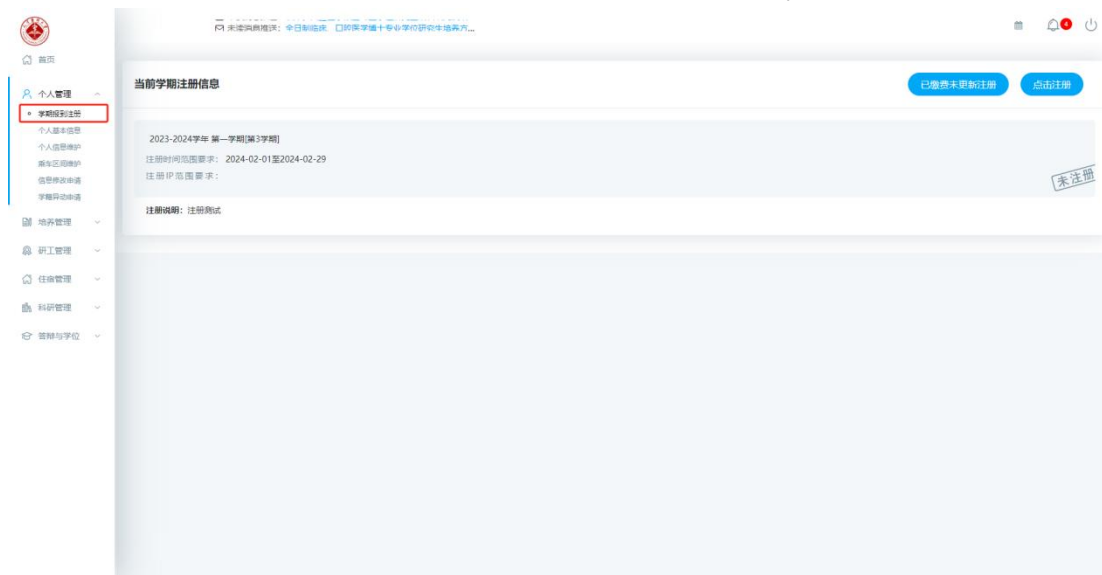 未读消息推送：全日制临床、口腔医学博士专业学位研究生培养方...
4
首页
个人管理
学期报到注册
个人基本信息
个人信息维护
乘车区间维护
信息修改申请
学籍异动申请
培养管理
研工管理
住宿管理
科研管理
答辩与学位
当前学期注册信息
已缴费未更新注册
点击注册
2023-2024学年 第一学期[第3学期]
注册时间范围要求： 2024-02-01至2024-02-29
注册IP范围要求：
未注册
注册说明：注册测试